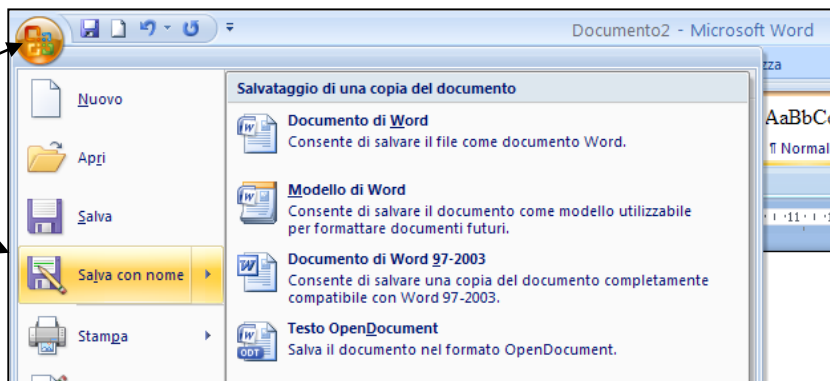 Documento2 - Microsoft Word
zza
Nuovo
Apri
Salva
Salva con nome
Stampa
Salvataggio di una copia del documento
Documento di Word
Consente di salvare il file come documento Word.
Modello di Word
Consente di salvare il documento come modello utilizzabile
per formattare documenti futuri.
Documento di Word 97-2003
Consente di salvare una copia del documento completamente
compatibile con Word 97-2003.
Testo OpenDocument
ODT
Salva il documento nel formato OpenDocument.
AaBbCc
¶ Normal
11